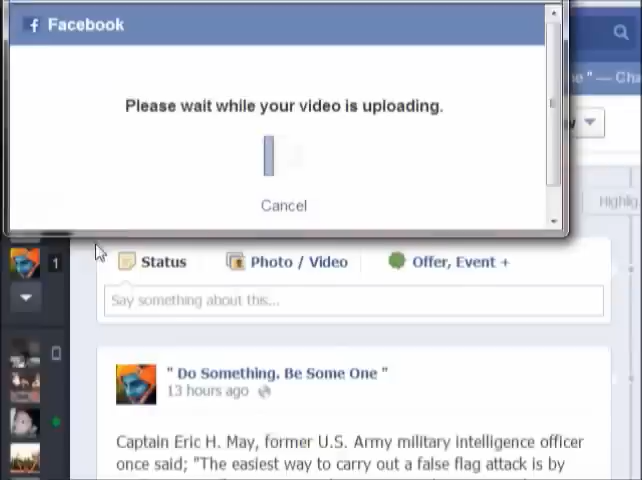 Facebook
Please wait while your video is uploading.
Cancel
1
Status
Photo / Video
Offer, Event +
Say something about this...
" Do Something. Be Some One "
13 hours ago
Captain Eric H. May, former U.S. Army military intelligence officer
once said; "The easiest way to carry out a false flag attack is by